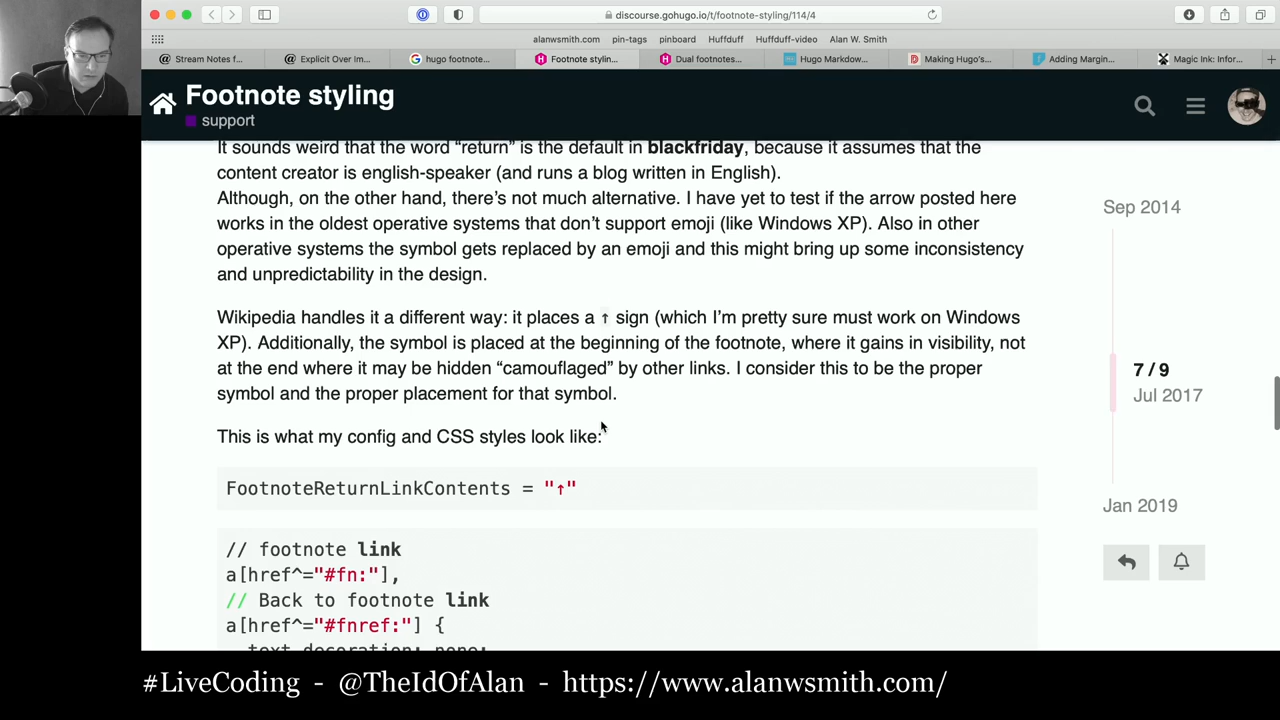 discourse.gohugo.io/t/footnote-styling/114/4
alanwsmith.com pin-tags pinboard Huffduff Huffduff-video Alan W. Smith
Stream Notes f... Explicit Over Im... hugo footnote... Footnote stylin... Dual footnotes... Hugo Markdow... Making Hugo's... Adding Margin... Magic Ink: Infor...
Footnote styling
support
It sounds weird that the word “return” is the default in blackfriday, because it assumes that the
content creator is english-speaker (and runs a blog written in English).
Although, on the other hand, there’s not much alternative. I have yet to test if the arrow posted here
works in the oldest operative systems that don’t support emoji (like Windows XP). Also in other
operative systems the symbol gets replaced by an emoji and this might bring up some inconsistency
and unpredictability in the design.
Wikipedia handles it a different way: it places a ↑ sign (which I’m pretty sure must work on Windows
XP). Additionally, the symbol is placed at the beginning of the footnote, where it gains in visibility, not
at the end where it may be hidden “camouflaged” by other links. I consider this to be the proper
symbol and the proper placement for that symbol.
This is what my config and CSS styles look like:
FootnoteReturnLinkContents = "↑"
// footnote link
a[href^="#fn:"],
// Back to footnote link
a[href^="#fnref:"] {
text-decoration: none;
Sep 2014
7 / 9
Jul 2017
Jan 2019
#LiveCoding - @TheIdOfAlan - https://www.alanwsmith.com/